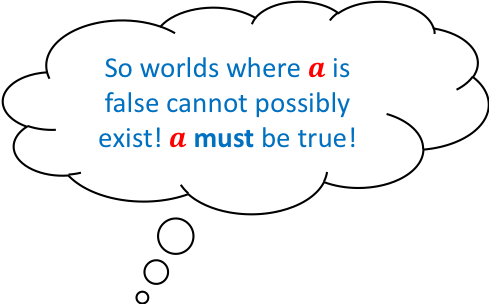 So worlds where a is
false cannot possibly
exist! a must be true!